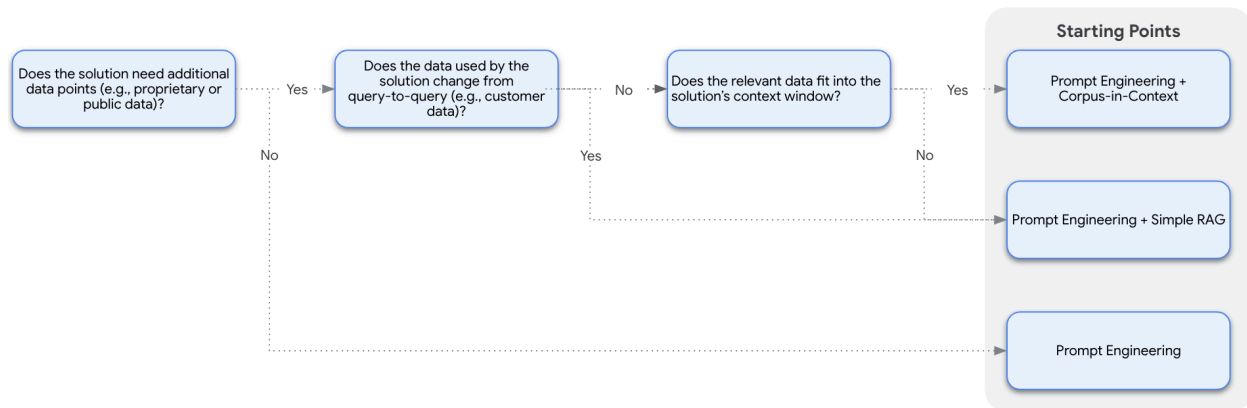 Starting Points
Does the solution need additional
data points (e.g., proprietary or
public data)?
Yes
Does the data used by the
solution change from
query-to-query (e.g., customer
data)?
No
Does the relevant data fit into the
solution's context window?
Yes
Prompt Engineering +
Corpus-in-Context
No
Yes
No
Prompt Engineering + Simple RAG
Prompt Engineering